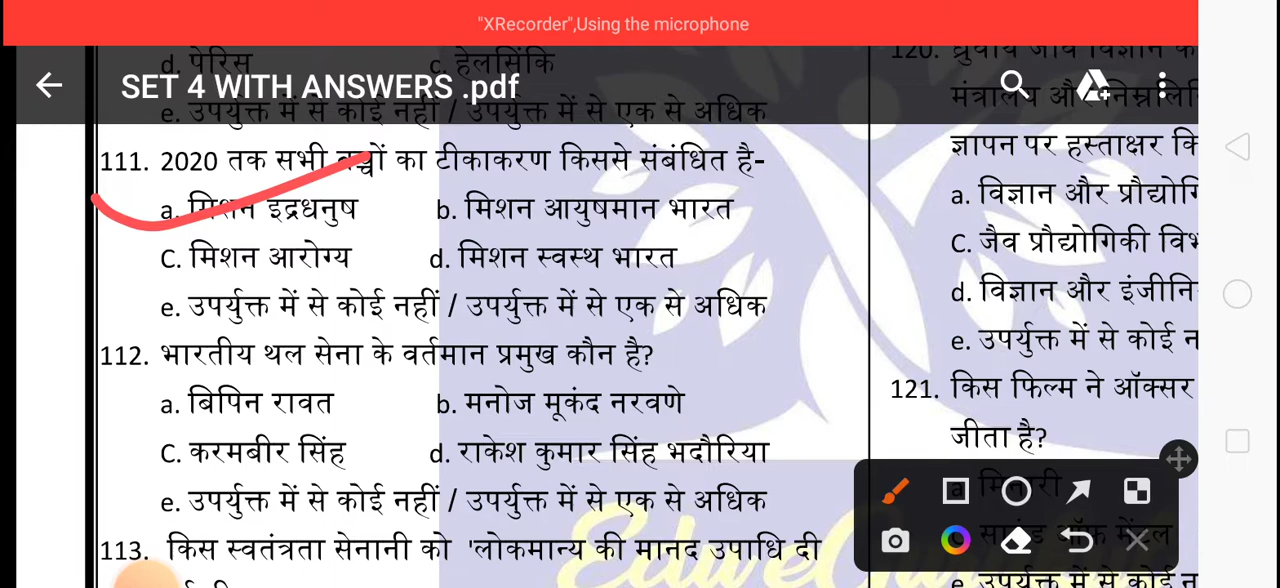 "XRecorder",Using the microphone
SET 4 WITH ANSWERS .pdf
d. पेरिस c. हेलसिंकि
e. उपर्युक्त में से कोई नहीं / उपर्युक्त में से एक से अधिक
111. 2020 तक सभी बच्चों का टीकाकरण किससे संबंधित है-
a. मिशन इद्रधनुष b. मिशन आयुषमान भारत
C. मिशन आरोग्य d. मिशन स्वस्थ भारत
e. उपर्युक्त में से कोई नहीं / उपर्युक्त में से एक से अधिक
112. भारतीय थल सेना के वर्तमान प्रमुख कौन है?
a. बिपिन रावत b. मनोज मूकंद नरवणे
C. करमबीर सिंह d. राकेश कुमार सिंह भदौरिया
e. उपर्युक्त में से कोई नहीं / उपर्युक्त में से एक से अधिक
113. किस स्वतंत्रता सेनानी को 'लोकमान्य की मानद उपाधि दी
120.
ज्ञापन पर हस्ताक्षर कि
a. विज्ञान और प्रौद्योगि
C. जैव प्रौद्योगिकी विभ
d. विज्ञान और इंजीनि
e. उपर्युक्त में से कोई न
121. किस फिल्म ने ऑक्सर
जीता है?
e. उपर्युक्त में से कोई न